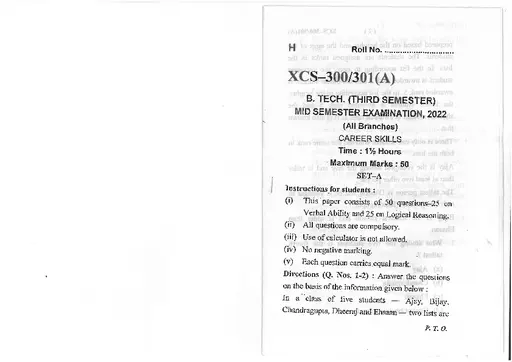 H Roll No. ........................
XCS–300/301(A)
B. TECH. (THIRD SEMESTER)
MID SEMESTER EXAMINATION, 2022
(All Branches)
CAREER SKILLS
Time : 1½ Hours
Maximum Marks : 50
SET–A
Instructions for students :
(i) This paper consists of 50 questions–25 on
Verbal Ability and 25 on Logical Reasoning.
(ii) All questions are compulsory.
(iii) Use of calculator is not allowed.
(iv) No negative marking.
(v) Each question carries equal mark.
Directions (Q. Nos. 1-2) : Answer the questions
on the basis of the information given below :
In a class of five students — Ajay, Bijay,
Chandragupta, Dheeraj and Ehsaan — two lists are
P. T. O.